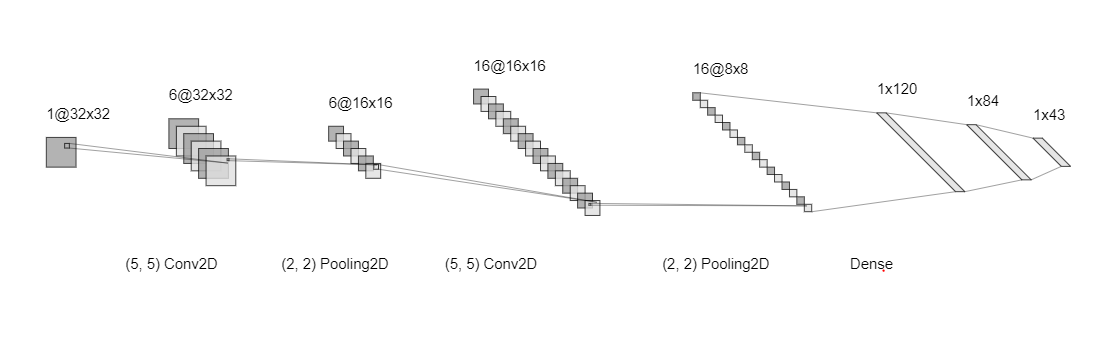 1@32x32
6@32x32
6@16x16
16@16x16
16@8x8
1x120
1x84
1x43
(5, 5) Conv2D
(2, 2) Pooling2D
(5, 5) Conv2D
(2, 2) Pooling2D
Dense